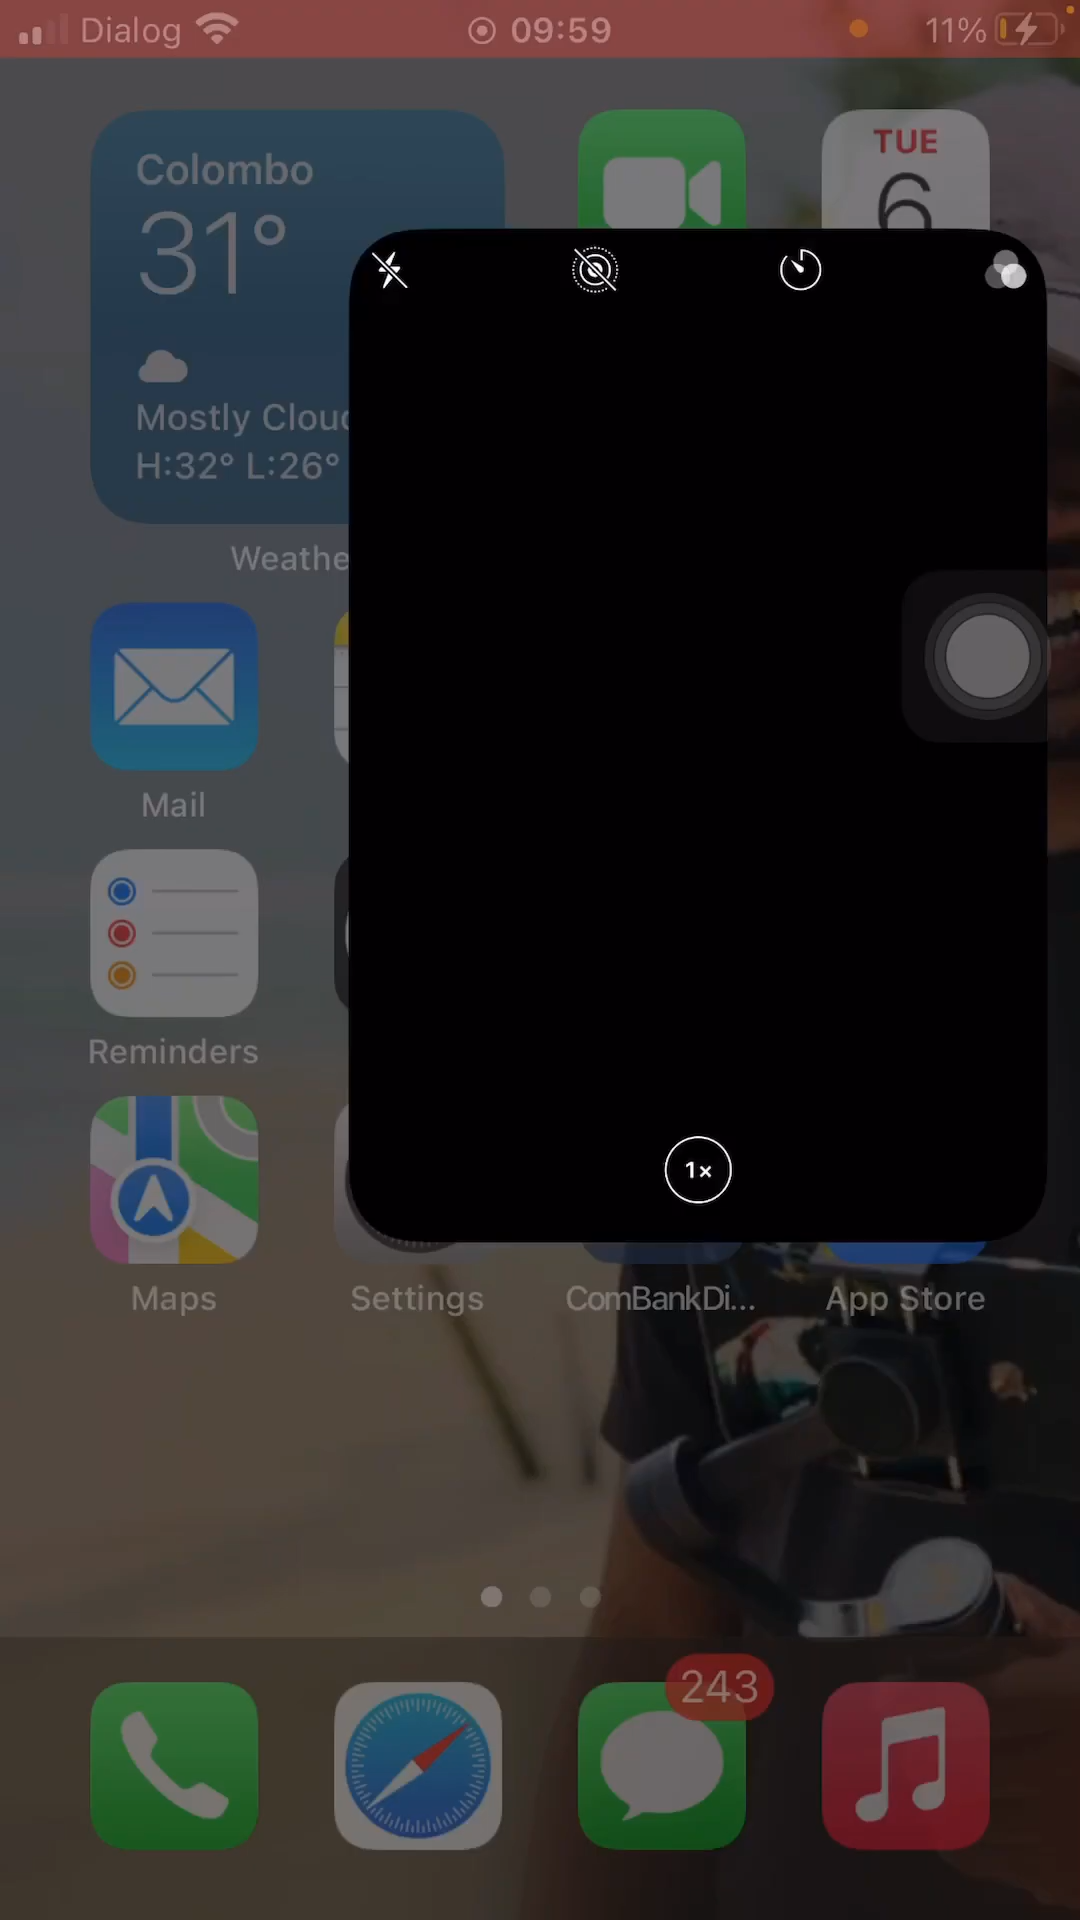 Dialog 09:59 11%
Colombo
31°
Mostly Clou
H:32° L:26°
Weathe
TUE
6
Mail
Reminders
1×
Maps
Settings
ComBankDi...
App Store
243